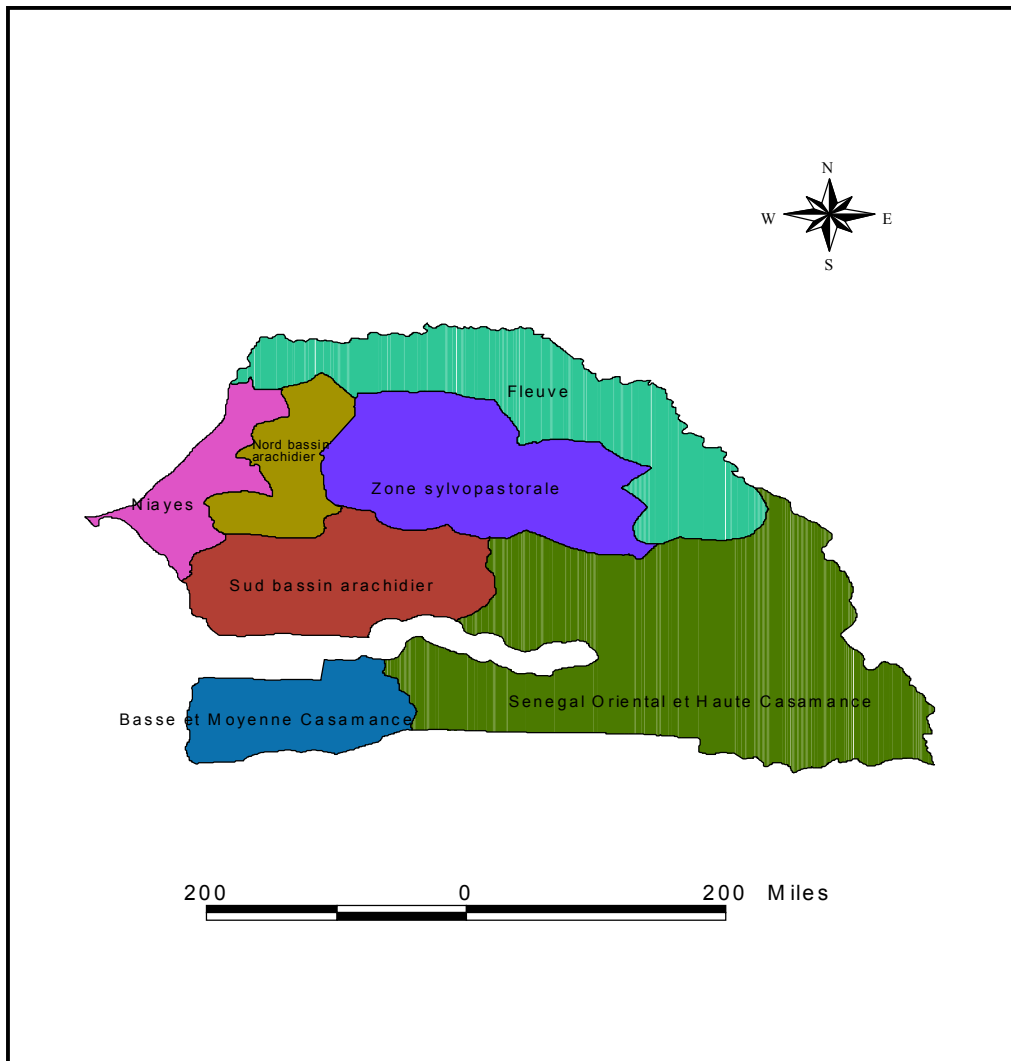 N
W E
S
Fleuve
Nord bassin
arachidier
Zone sylvopastorale
Niayes
Sud bassin arachidier
Senegal Oriental et Haute Casamance
Basse et Moyenne Casamance
200 0 200 Miles